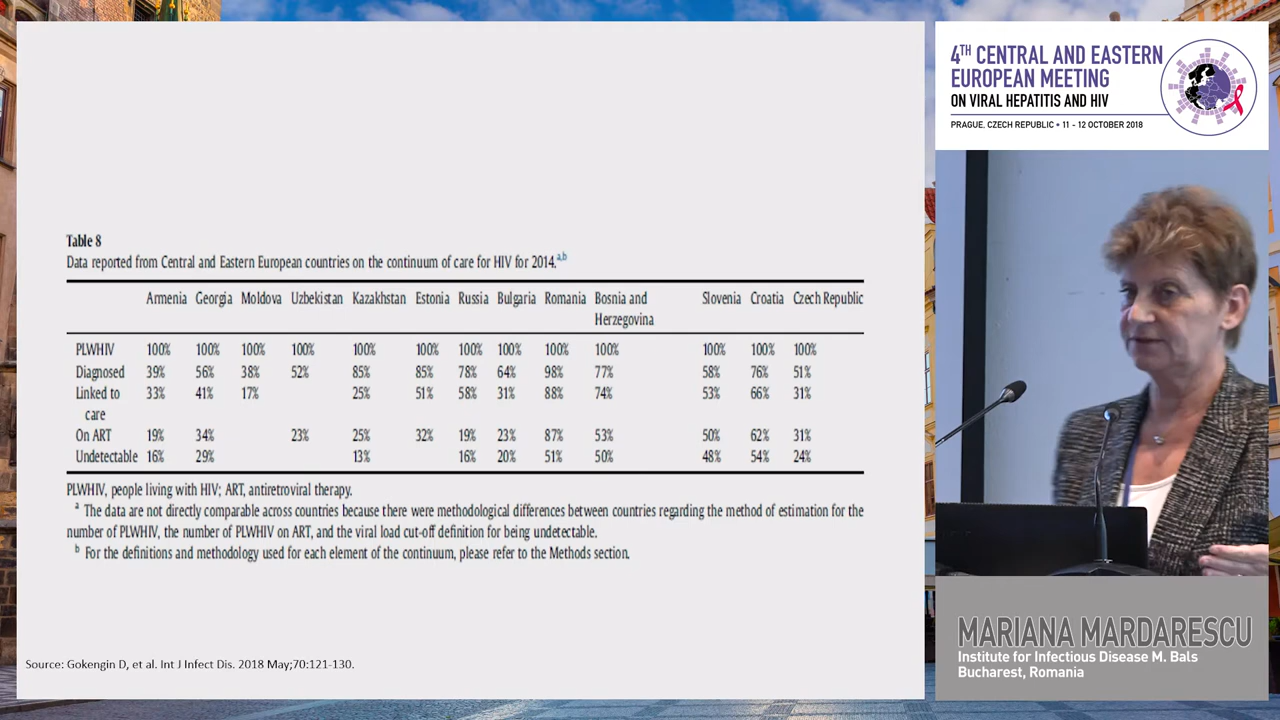 Table 8
Data reported from Central and Eastern European countries on the continuum of care for HIV for 2014.a,b
Armenia Georgia Moldova Uzbekistan Kazakhstan Estonia Russia Bulgaria Romania Bosnia and Slovenia Croatia Czech Republic
Herzegovina
PLWHIV 100% 100% 100% 100% 100% 100% 100% 100% 100% 100% 100% 100% 100%
Diagnosed 39% 56% 38% 52% 85% 85% 78% 64% 98% 77% 58% 76% 51%
Linked to 33% 41% 17% 25% 51% 58% 31% 88% 74% 53% 66% 31%
care
On ART 19% 34% 23% 25% 32% 19% 23% 87% 53% 50% 62% 31%
Undetectable 16% 29% 13% 16% 20% 51% 50% 48% 54% 24%
PLWHIV, people living with HIV; ART, antiretroviral therapy.
a The data are not directly comparable across countries because there were methodological differences between countries regarding the method of estimation for the
number of PLWHIV, the number of PLWHIV on ART, and the viral load cut-off definition for being undetectable.
b For the definitions and methodology used for each element of the continuum, please refer to the Methods section.
Source: Gokengin D, et al. Int J Infect Dis. 2018 May;70:121-130.
4TH CENTRAL AND EASTERN
EUROPEAN MEETING
ON VIRAL HEPATITIS AND HIV
PRAGUE, CZECH REPUBLIC • 11 - 12 OCTOBER 2018
MARIANA MARDARESCU
Institute for Infectious Disease M. Bals
Bucharest, Romania